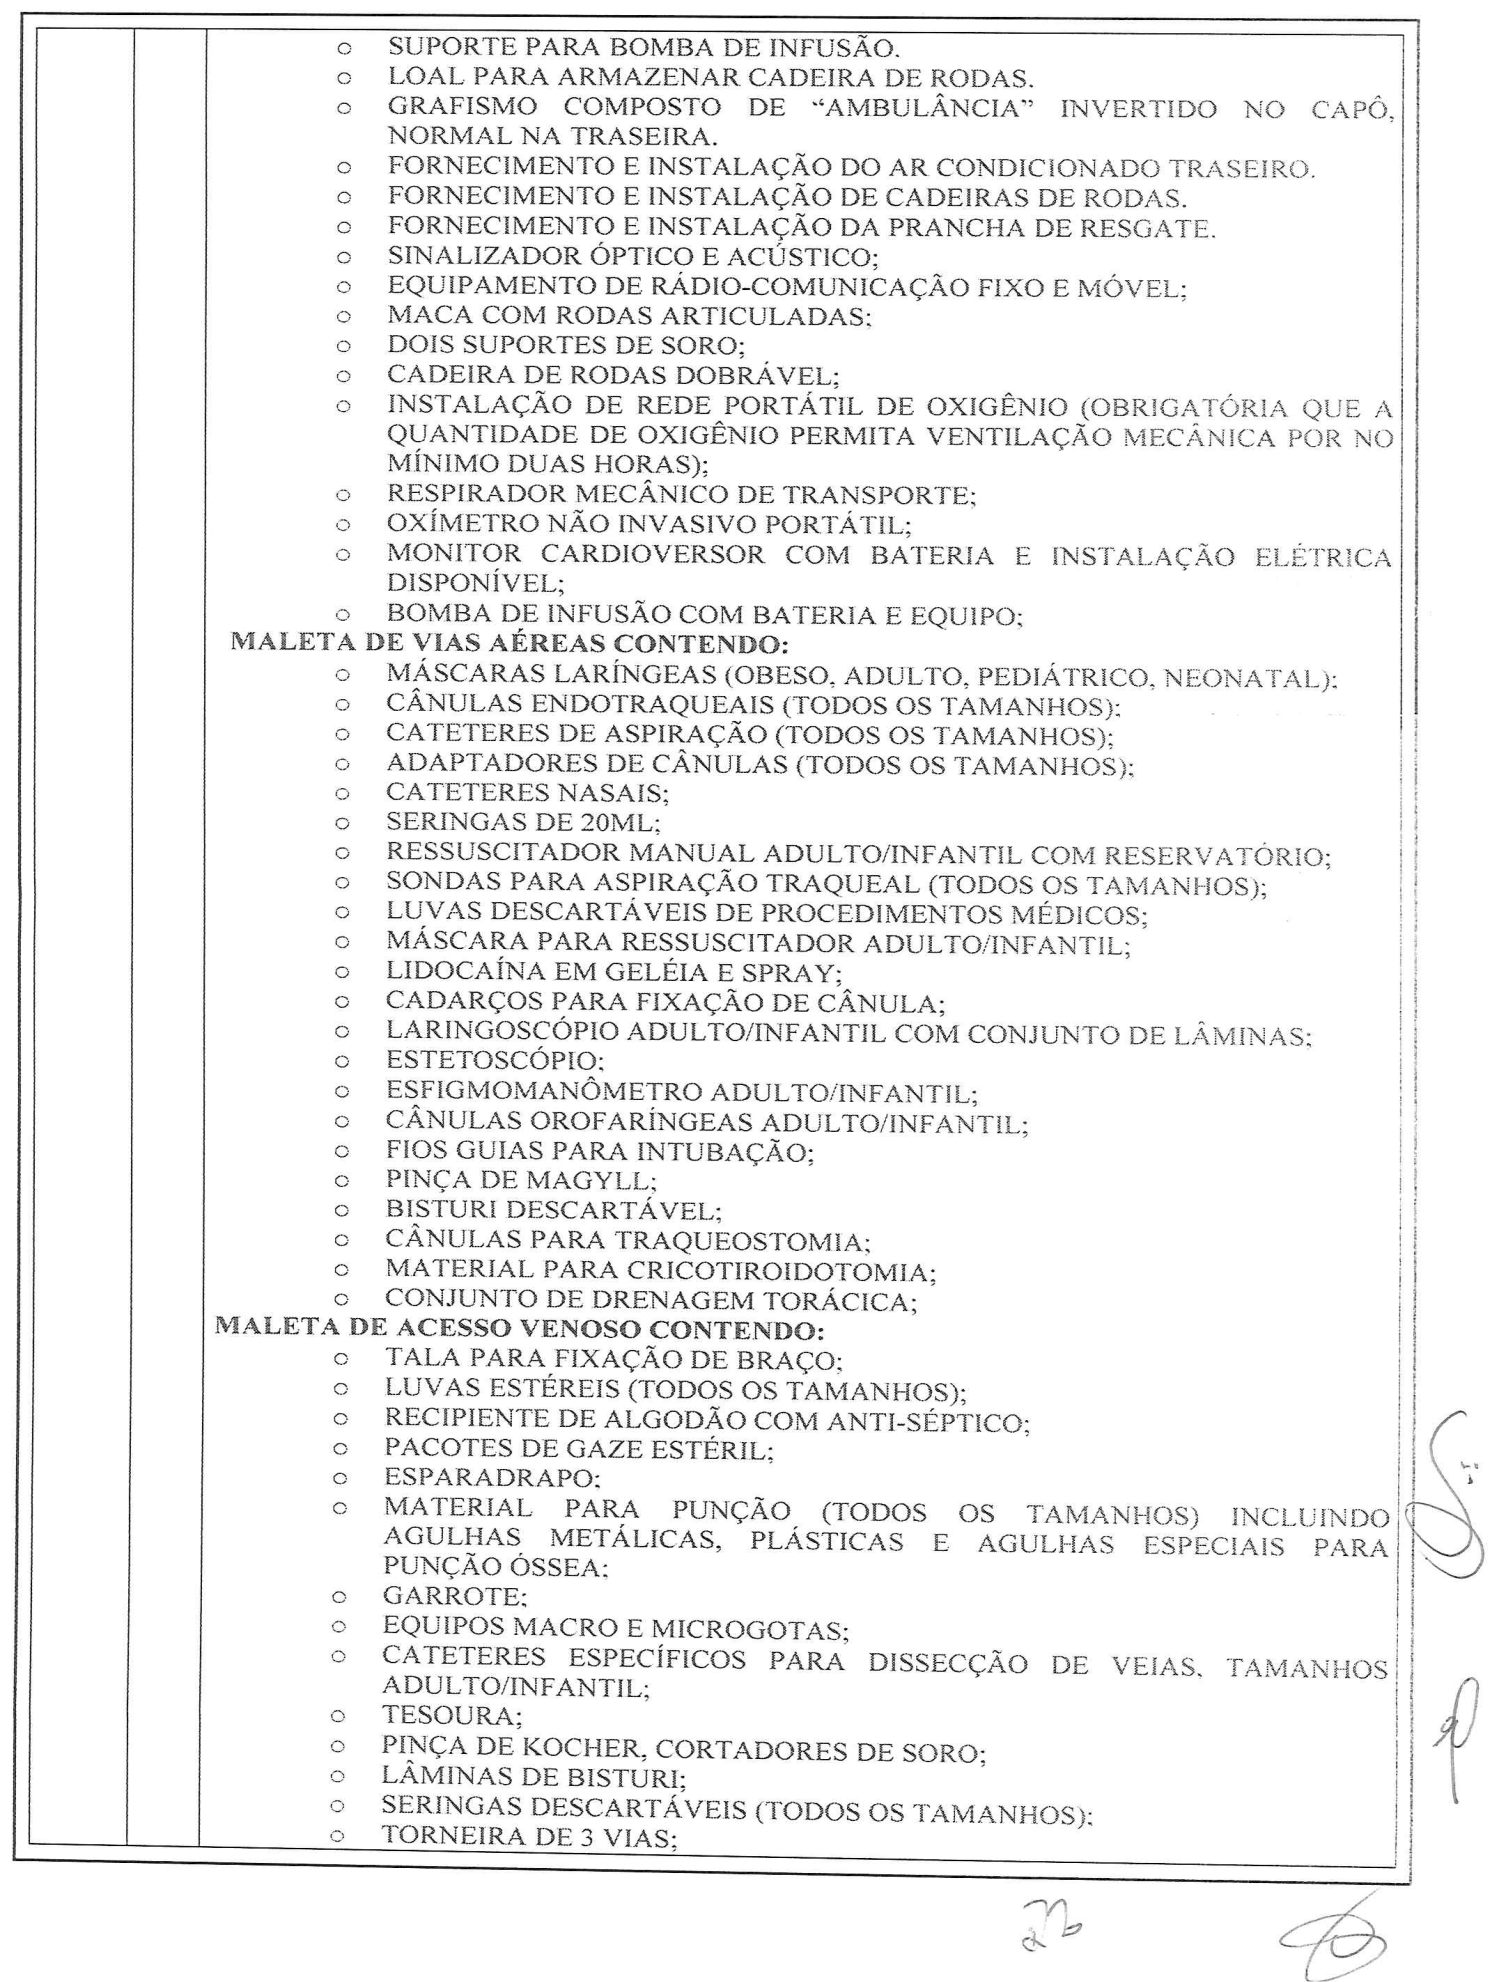 ○ SUPORTE PARA BOMBA DE INFUSÃO.
○ LOAL PARA ARMAZENAR CADEIRA DE RODAS.
○ GRAFISMO COMPOSTO DE “AMBULÂNCIA” INVERTIDO NO CAPÔ,
NORMAL NA TRASEIRA.
○ FORNECIMENTO E INSTALAÇÃO DO AR CONDICIONADO TRASEIRO.
○ FORNECIMENTO E INSTALAÇÃO DE CADEIRAS DE RODAS.
○ FORNECIMENTO E INSTALAÇÃO DA PRANCHA DE RESGATE.
○ SINALIZADOR ÓPTICO E ACÚSTICO;
○ EQUIPAMENTO DE RÁDIO-COMUNICAÇÃO FIXO E MÓVEL;
○ MACA COM RODAS ARTICULADAS;
○ DOIS SUPORTES DE SORO;
○ CADEIRA DE RODAS DOBRÁVEL;
○ INSTALAÇÃO DE REDE PORTÁTIL DE OXIGÊNIO (OBRIGATÓRIA QUE A
QUANTIDADE DE OXIGÊNIO PERMITA VENTILAÇÃO MECÂNICA POR NO
MÍNIMO DUAS HORAS);
○ RESPIRADOR MECÂNICO DE TRANSPORTE;
○ OXÍMETRO NÃO INVASIVO PORTÁTIL;
○ MONITOR CARDIOVERSOR COM BATERIA E INSTALAÇÃO ELÉTRICA
DISPONÍVEL;
○ BOMBA DE INFUSÃO COM BATERIA E EQUIPO;
MALETA DE VIAS AÉREAS CONTENDO:
○ MÁSCARAS LARÍNGEAS (OBESO, ADULTO, PEDIÁTRICO, NEONATAL);
○ CÂNULAS ENDOTRAQUEAIS (TODOS OS TAMANHOS);
○ CATETERES DE ASPIRAÇÃO (TODOS OS TAMANHOS);
○ ADAPTADORES DE CÂNULAS (TODOS OS TAMANHOS);
○ CATETERES NASAIS;
○ SERINGAS DE 20ML;
○ RESSUSCITADOR MANUAL ADULTO/INFANTIL COM RESERVATÓRIO;
○ SONDAS PARA ASPIRAÇÃO TRAQUEAL (TODOS OS TAMANHOS);
○ LUVAS DESCARTÁVEIS DE PROCEDIMENTOS MÉDICOS;
○ MÁSCARA PARA RESSUSCITADOR ADULTO/INFANTIL;
○ LIDOCAÍNA EM GELÉIA E SPRAY;
○ CADARÇOS PARA FIXAÇÃO DE CÂNULA;
○ LARINGOSCÓPIO ADULTO/INFANTIL COM CONJUNTO DE LÂMINAS;
○ ESTETOSCÓPIO;
○ ESFIGMOMANÔMETRO ADULTO/INFANTIL;
○ CÂNULAS OROFARÍNGEAS ADULTO/INFANTIL;
○ FIOS GUIAS PARA INTUBAÇÃO;
○ PINÇA DE MAGYLL;
○ BISTURI DESCARTÁVEL;
○ CÂNULAS PARA TRAQUEOSTOMIA;
○ MATERIAL PARA CRICOTIROIDOTOMIA;
○ CONJUNTO DE DRENAGEM TORÁCICA;
MALETA DE ACESSO VENOSO CONTENDO:
○ TALA PARA FIXAÇÃO DE BRAÇO;
○ LUVAS ESTÉREIS (TODOS OS TAMANHOS);
○ RECIPIENTE DE ALGODÃO COM ANTI-SÉPTICO;
○ PACOTES DE GAZE ESTÉRIL;
○ ESPARADRAPO;
○ MATERIAL PARA PUNÇÃO (TODOS OS TAMANHOS) INCLUINDO
AGULHAS METÁLICAS, PLÁSTICAS E AGULHAS ESPECIAIS PARA
PUNÇÃO ÓSSEA;
○ GARROTE;
○ EQUIPOS MACRO E MICROGOTAS;
○ CATETERES ESPECÍFICOS PARA DISSECÇÃO DE VEIAS, TAMANHOS
ADULTO/INFANTIL;
○ TESOURA;
○ PINÇA DE KOCHER, CORTADORES DE SORO;
○ LÂMINAS DE BISTURI;
○ SERINGAS DESCARTÁVEIS (TODOS OS TAMANHOS);
○ TORNEIRA DE 3 VIAS;